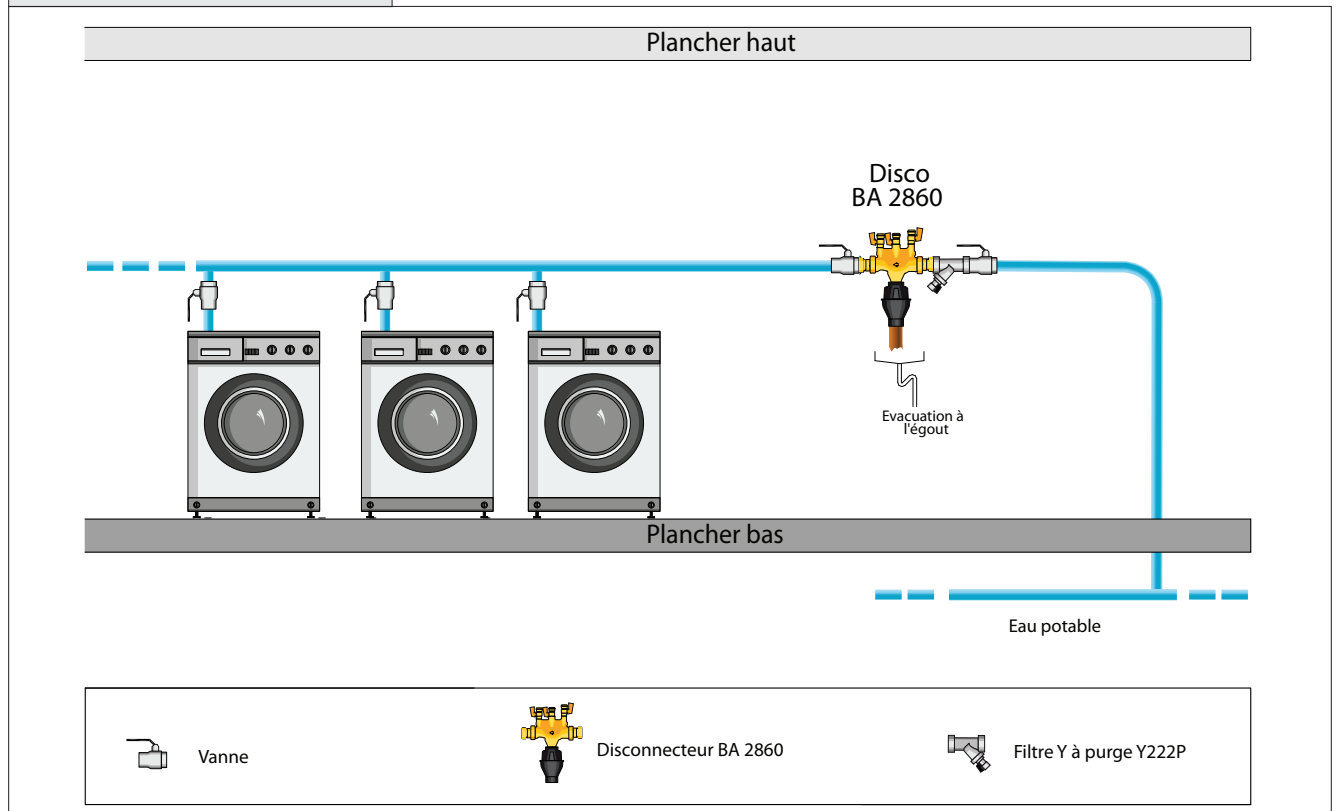 Plancher haut
Disco
BA 2860
Evacuation à
l'égout
Plancher bas
Eau potable
Vanne
Disconnecteur BA 2860
Filtre Y à purge Y222P